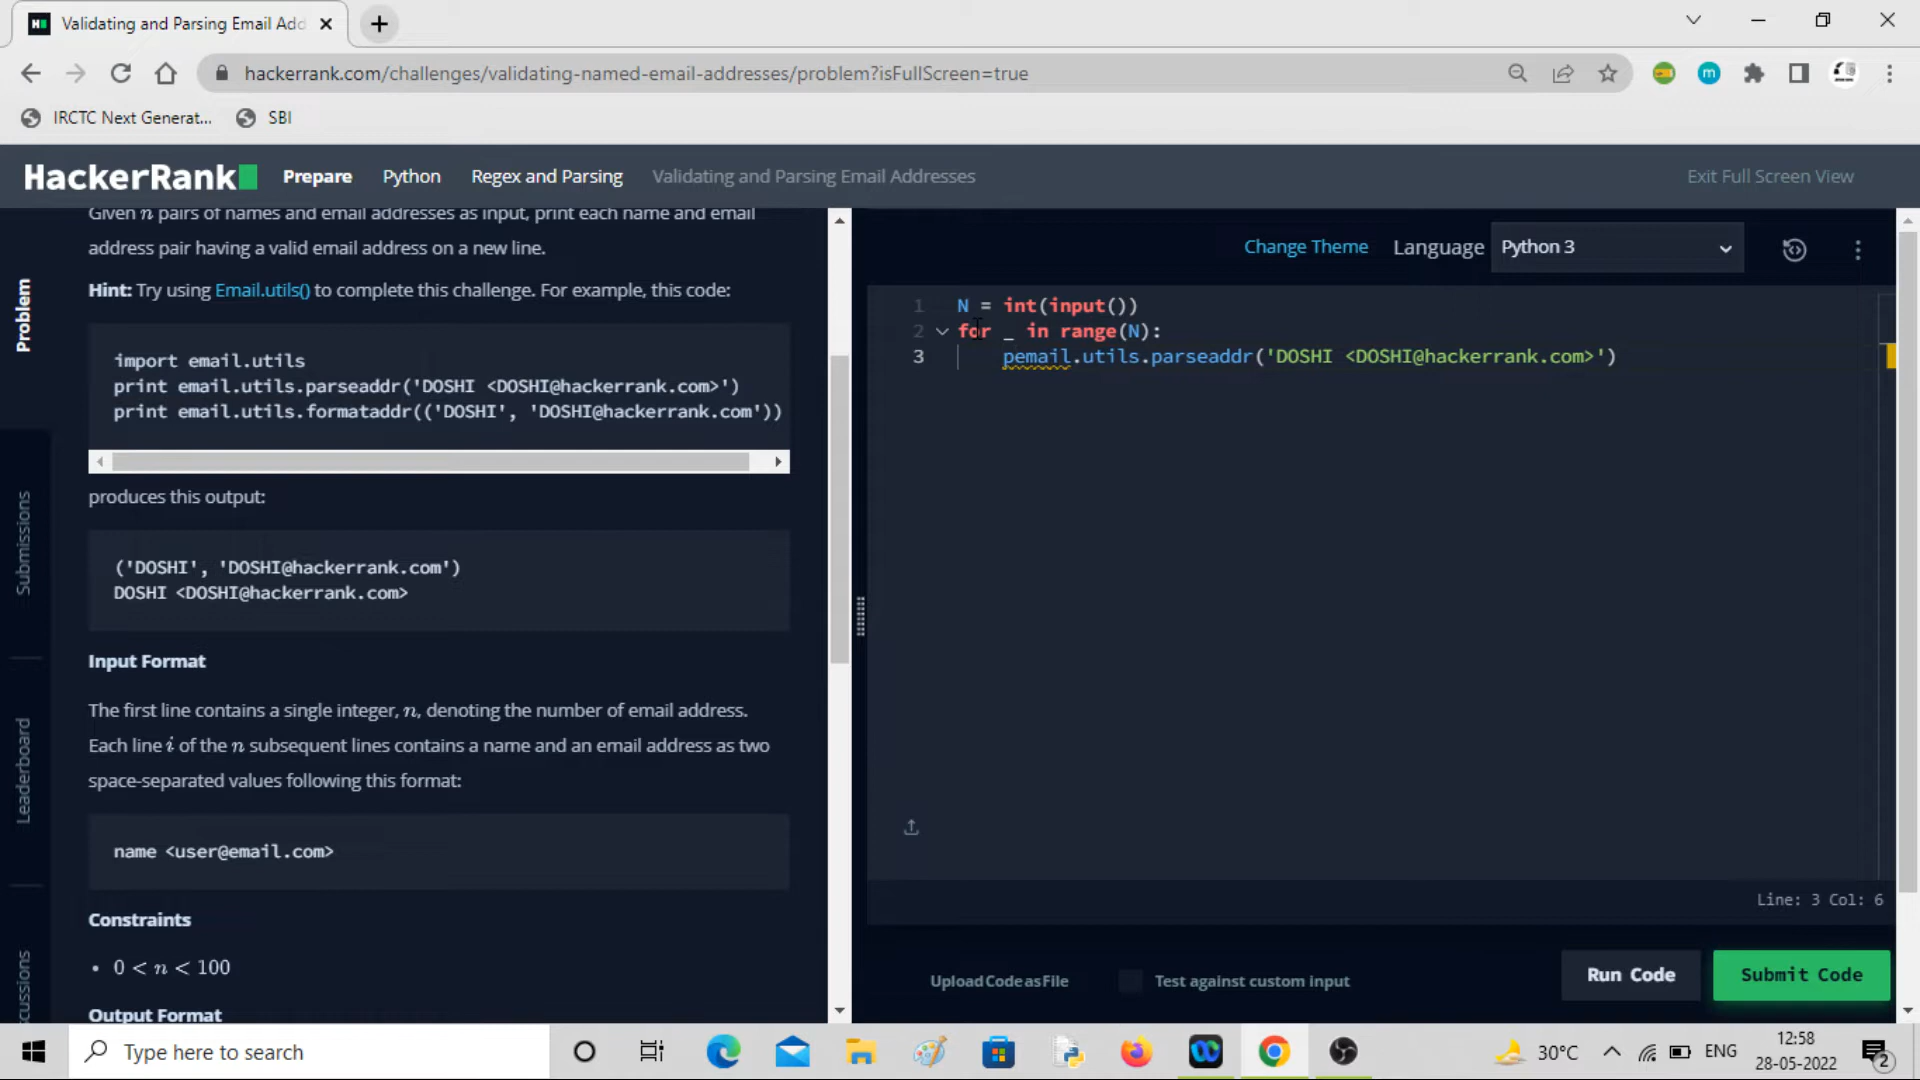 Validating and Parsing Email Add
hackerrank.com/challenges/validating-named-email-addresses/problem?isFullScreen=true
IRCTC Next Generat...
SBI
HackerRank
Prepare
Python
Regex and Parsing
Validating and Parsing Email Addresses
Exit Full Screen View
Problem
Submissions
Leaderboard
cussions
Given n pairs of names and email addresses as input, print each name and email
address pair having a valid email address on a new line.
Hint: Try using Email.utils() to complete this challenge. For example, this code:
import email.utils
print email.utils.parseaddr('DOSHI <DOSHI@hackerrank.com>')
print email.utils.formataddr(('DOSHI', 'DOSHI@hackerrank.com'))
produces this output:
('DOSHI', 'DOSHI@hackerrank.com')
DOSHI <DOSHI@hackerrank.com>
Input Format
The first line contains a single integer, n, denoting the number of email address.
Each line i of the n subsequent lines contains a name and an email address as two
space-separated values following this format:
name <user@email.com>
Constraints
• 0 < n < 100
Output Format
Change Theme
Language
Python 3
1 N = int(input())
2 for _ in range(N):
3 pemail.utils.parseaddr('DOSHI <DOSHI@hackerrank.com>')
Line: 3 Col: 6
Upload Code as File
Test against custom input
Run Code
Submit Code
Type here to search
30°C
ENG
12:58
28-05-2022
2